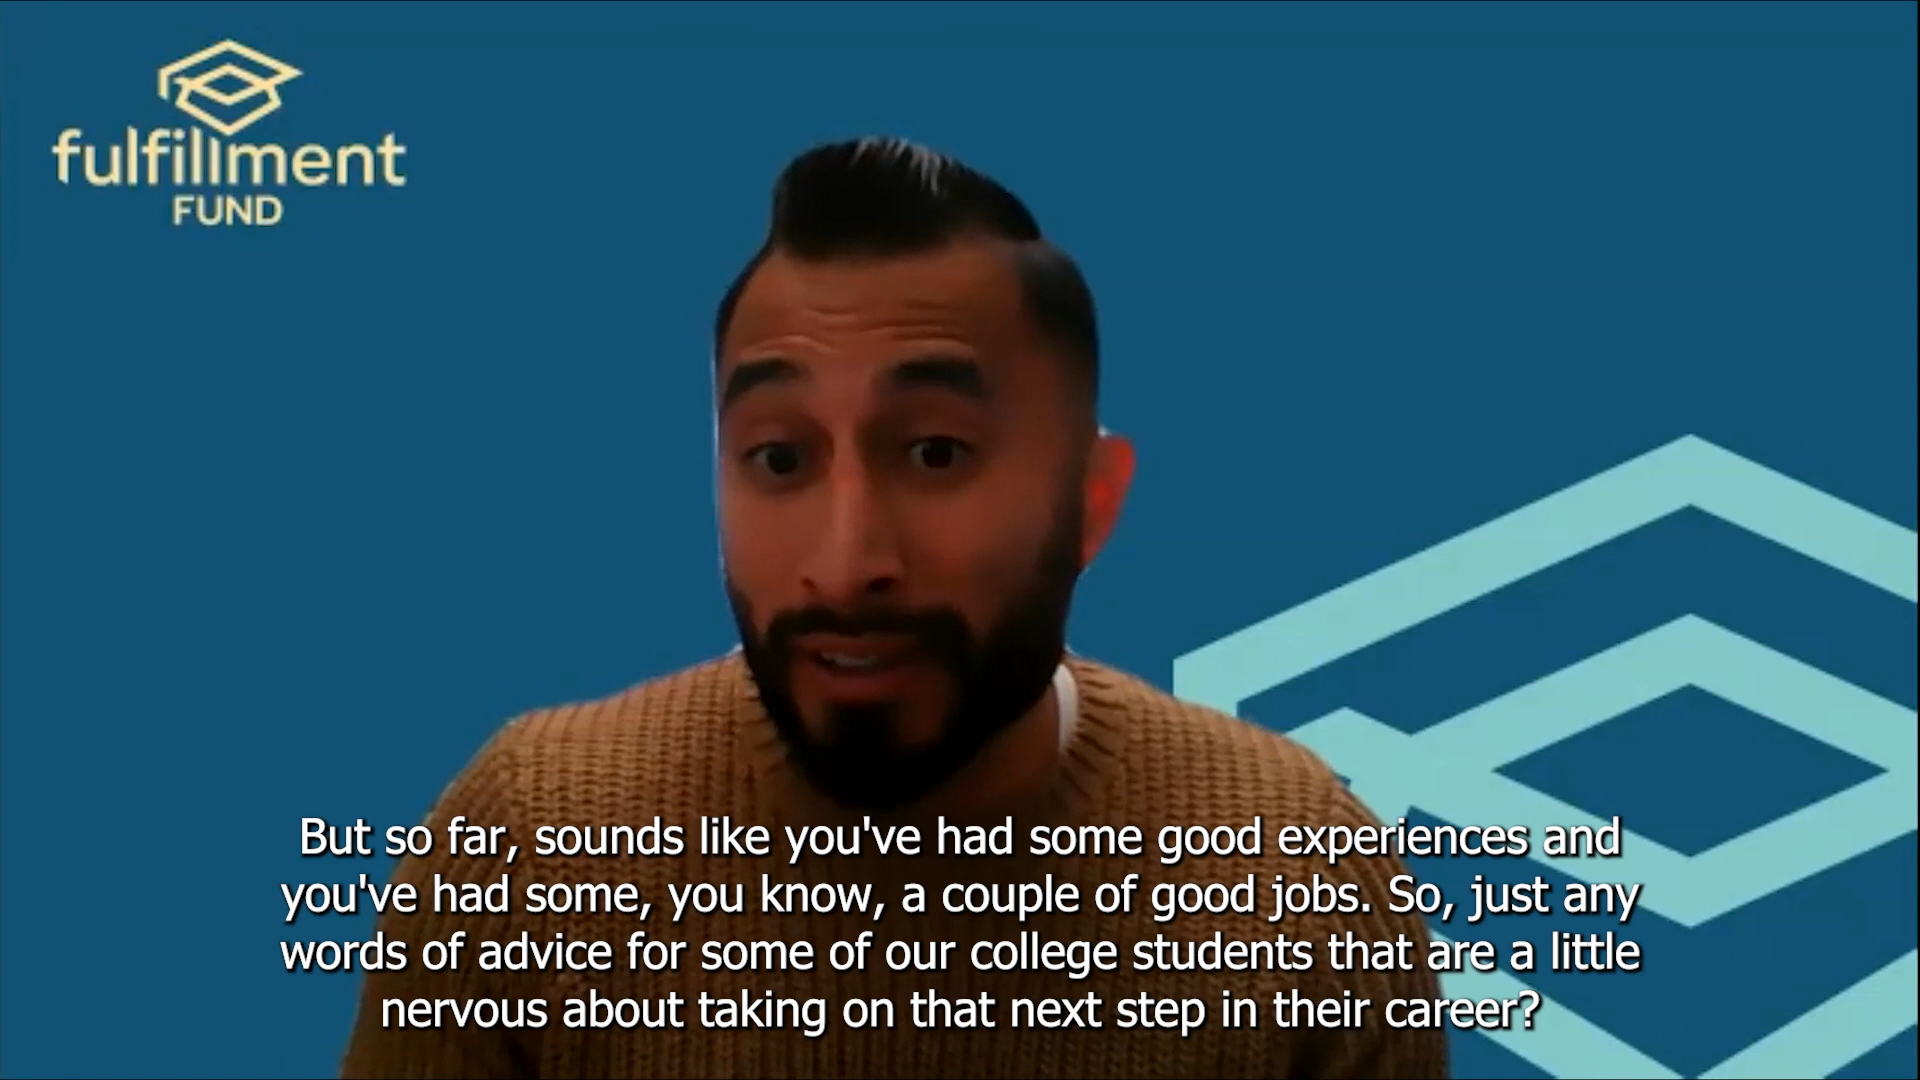 fulfillment
FUND
But so far, sounds like you've had some good experiences and
you've had some, you know, a couple of good jobs. So, just any
words of advice for some of our college students that are a little
nervous about taking on that next step in their career?